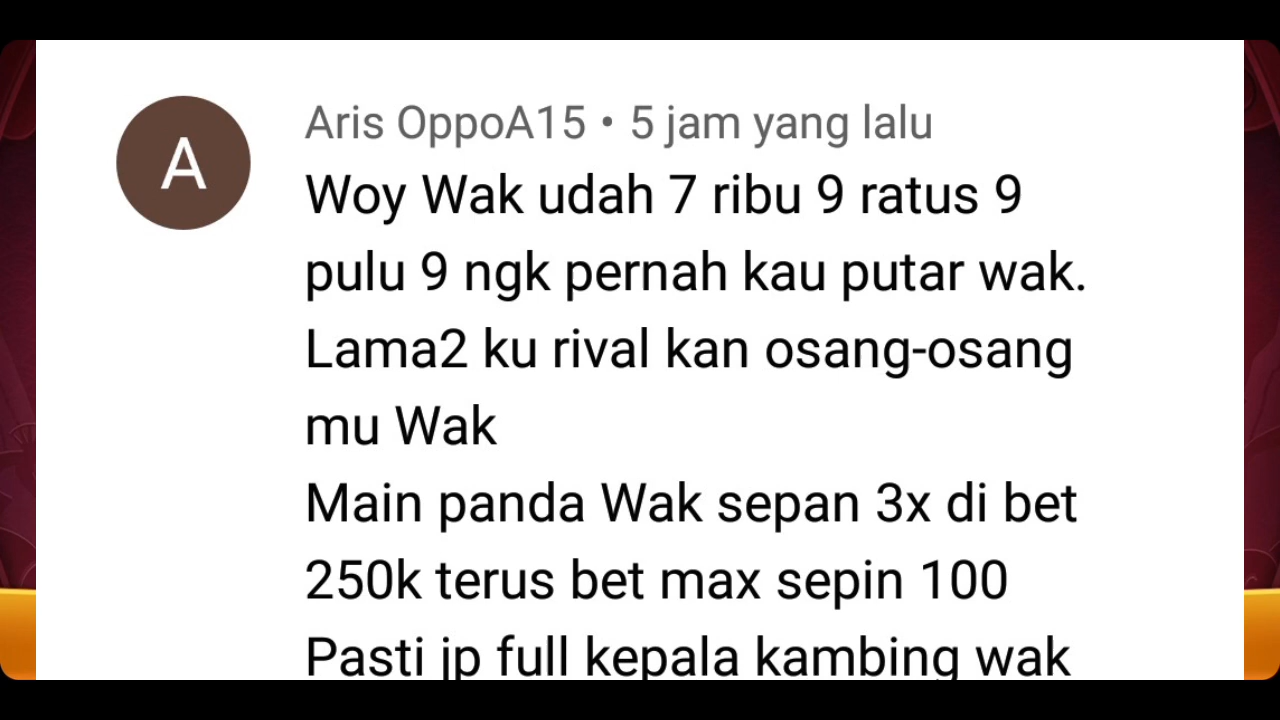 A
Aris OppoA15 • 5 jam yang lalu
Woy Wak udah 7 ribu 9 ratus 9
pulu 9 ngk pernah kau putar wak.
Lama2 ku rival kan osang-osang
mu Wak
Main panda Wak sepan 3x di bet
250k terus bet max sepin 100
Pasti jp full kepala kambing wak